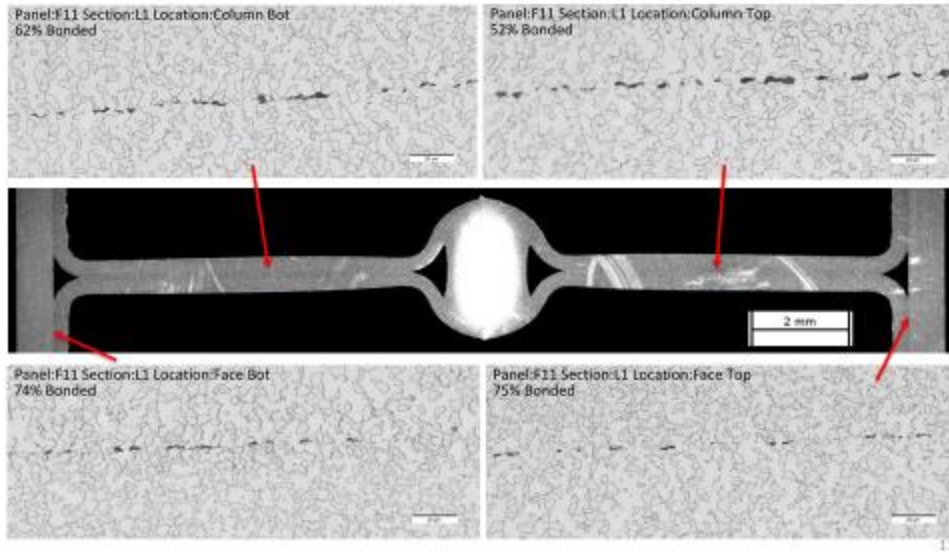 Panel:F11 Section:L1 Location:Column Bot
62% Bonded
Panel:F11 Section:L1 Location:Column Top
52% Bonded
2 mm
Panel:F11 Section:L1 Location:Face Bot
74% Bonded
Panel:F11 Section:L1 Location:Face Top
75% Bonded
1